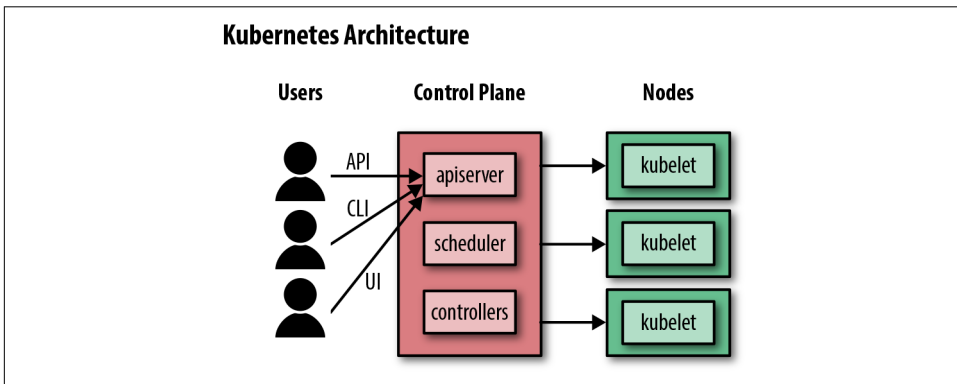 Kubernetes Architecture
Users
Control Plane
Nodes
API
CLI
UI
apiserver
scheduler
controllers
kubelet
kubelet
kubelet